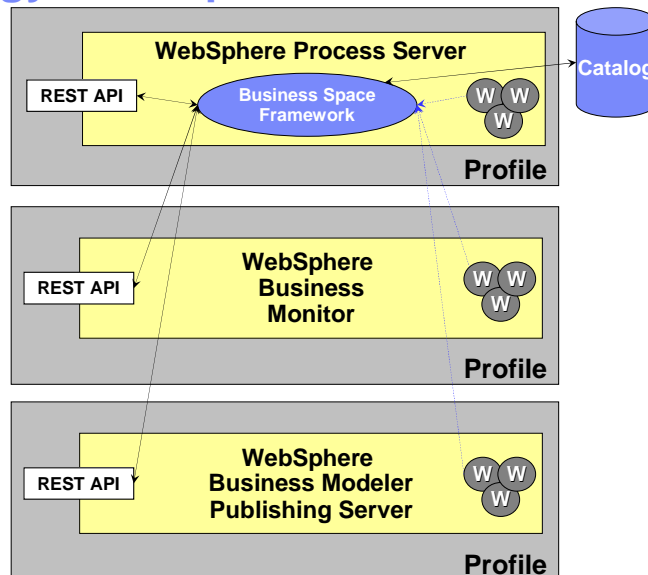 WebSphere Process Server
REST API
Business Space
Framework
W W
W
Catalog
Profile
WebSphere
Business
Monitor
REST API
W W
W
Profile
WebSphere
Business Modeler
Publishing Server
REST API
W W
W
Profile